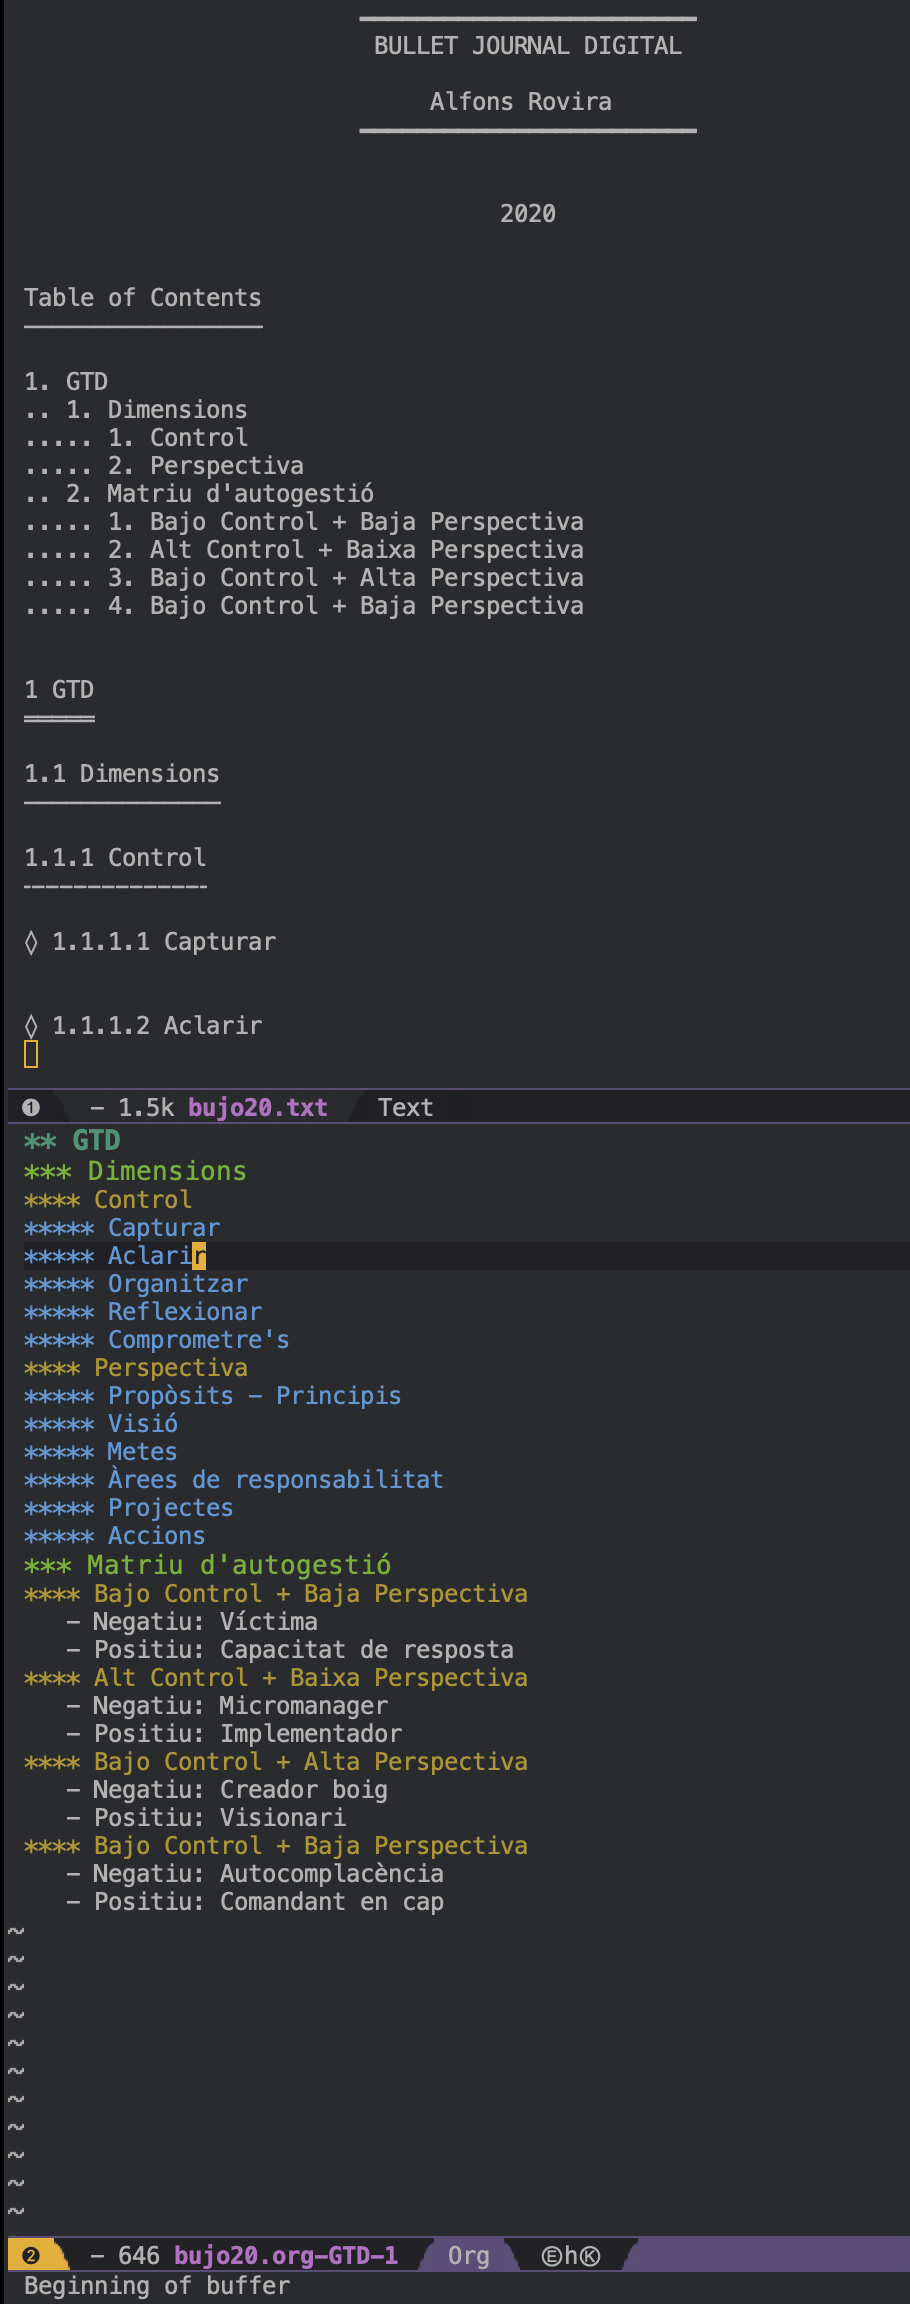 BULLET JOURNAL DIGITAL
Alfons Rovira
2020
Table of Contents
1. GTD
.. 1. Dimensions
..... 1. Control
..... 2. Perspectiva
.. 2. Matriu d'autogestió
..... 1. Bajo Control + Baja Perspectiva
..... 2. Alt Control + Baixa Perspectiva
..... 3. Bajo Control + Alta Perspectiva
..... 4. Bajo Control + Baja Perspectiva
1 GTD
1.1 Dimensions
1.1.1 Control
◊ 1.1.1.1 Capturar
◊ 1.1.1.2 Aclarir
❶ - 1.5k bujo20.txt Text
** GTD
*** Dimensions
**** Control
***** Capturar
***** Aclarir
***** Organitzar
***** Reflexionar
***** Comprometre's
**** Perspectiva
***** Propòsits - Principis
***** Visió
***** Metes
***** Àrees de responsabilitat
***** Projectes
***** Accions
*** Matriu d'autogestió
**** Bajo Control + Baja Perspectiva
- Negatiu: Víctima
- Positiu: Capacitat de resposta
**** Alt Control + Baixa Perspectiva
- Negatiu: Micromanager
- Positiu: Implementador
**** Bajo Control + Alta Perspectiva
- Negatiu: Creador boig
- Positiu: Visionari
**** Bajo Control + Baja Perspectiva
- Negatiu: Autocomplacència
- Positiu: Comandant en cap
~
~
~
~
~
~
~
~
~
~
~
❷ - 646 bujo20.org-GTD-1 Org ⒺhⓀ
Beginning of buffer